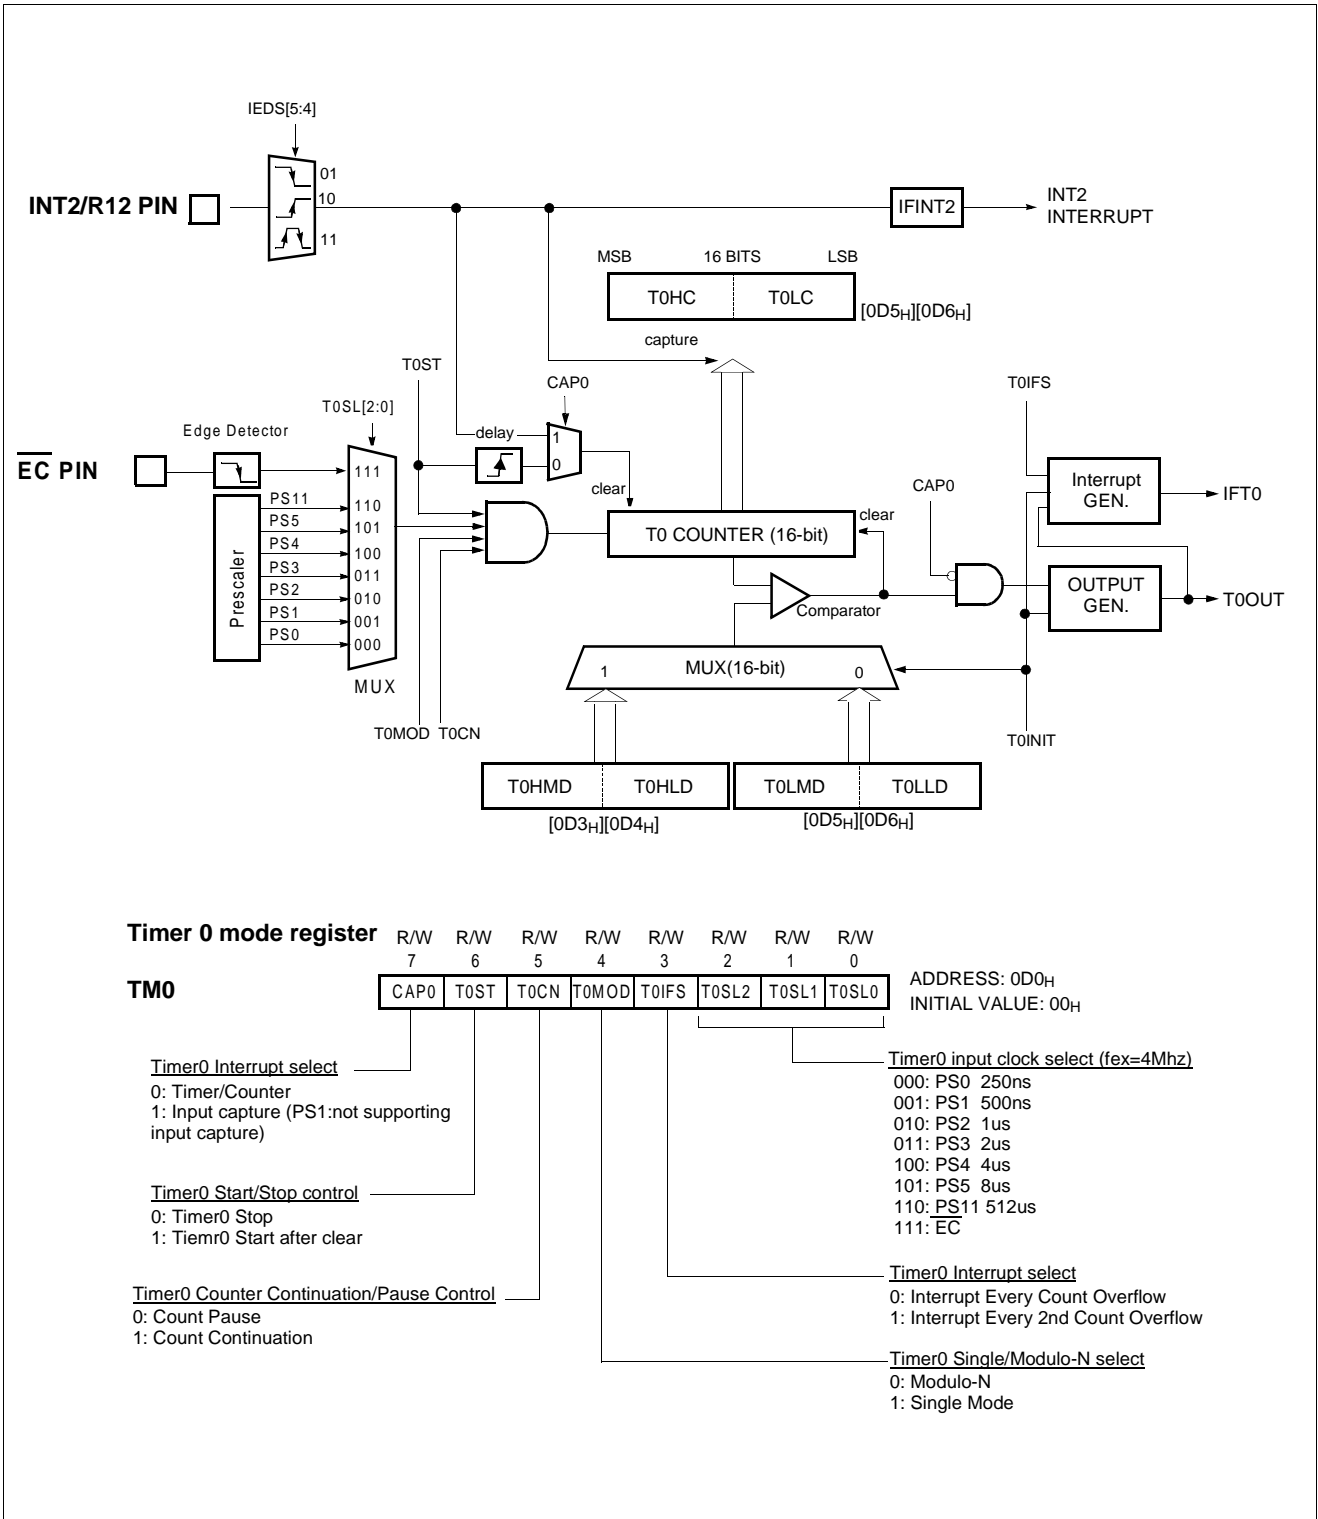 IEDS[5:4]
01
INT2/R12 PIN
10
IFINT2
INT2
INTERRUPT
11
MSB 16 BITS LSB
T0HC T0LC
[0D5H][0D6H]
capture
T0ST
CAP0
T0IFS
T0SL[2:0]
Edge Detector
delay
1
EC PIN
111
0
Interrupt
GEN.
IFT0
CAP0
clear
clear
PS11
110
PS5
101
T0 COUNTER (16-bit)
PS4
100
PS3
011
PS2
010
PS1
001
PS0
000
Prescaler
OUTPUT
GEN.
T0OUT
Comparator
MUX(16-bit)
1
0
MUX
T0MOD T0CN
T0INIT
T0HMD T0HLD
T0LMD T0LLD
[0D3H][0D4H]
[0D5H][0D6H]
Timer 0 mode register
R/W R/W R/W R/W R/W R/W R/W R/W
7 6 5 4 3 2 1 0
TM0
CAP0 T0ST T0CN T0MOD T0IFS T0SL2 T0SL1 T0SL0
ADDRESS: 0D0H
INITIAL VALUE: 00H
Timer0 Interrupt select
0: Timer/Counter
1: Input capture (PS1:not supporting
input capture)
Timer0 Start/Stop control
0: Timer0 Stop
1: Tiemr0 Start after clear
Timer0 Counter Continuation/Pause Control
0: Count Pause
1: Count Continuation
Timer0 input clock select (fex=4Mhz)
000: PS0 250ns
001: PS1 500ns
010: PS2 1us
011: PS3 2us
100: PS4 4us
101: PS5 8us
110: PS11 512us
111: EC
Timer0 Interrupt select
0: Interrupt Every Count Overflow
1: Interrupt Every 2nd Count Overflow
Timer0 Single/Modulo-N select
0: Modulo-N
1: Single Mode